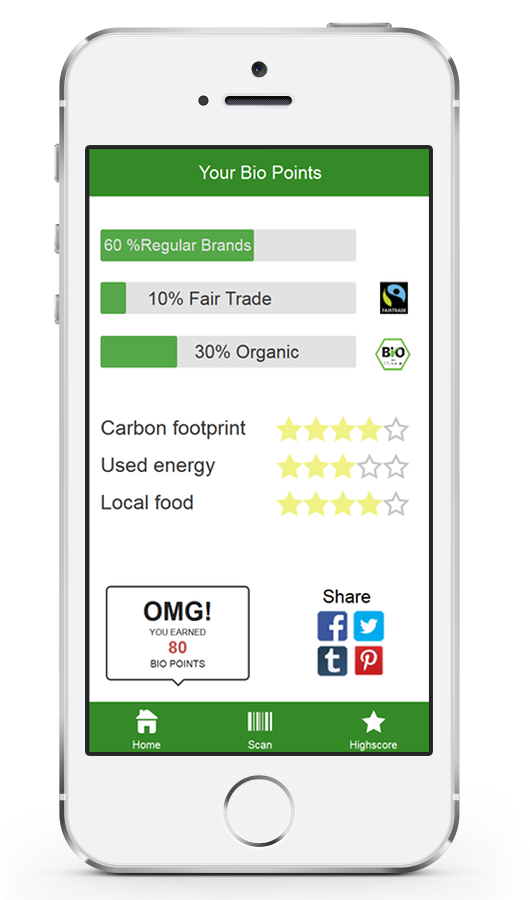 Your Bio Points
60 %Regular Brands
10% Fair Trade
FAIRTRADE
30% Organic
BiO
Carbon footprint
Used energy
Local food
OMG!
YOU EARNED
80
BIO POINTS
Share
Home
Scan
Highscore